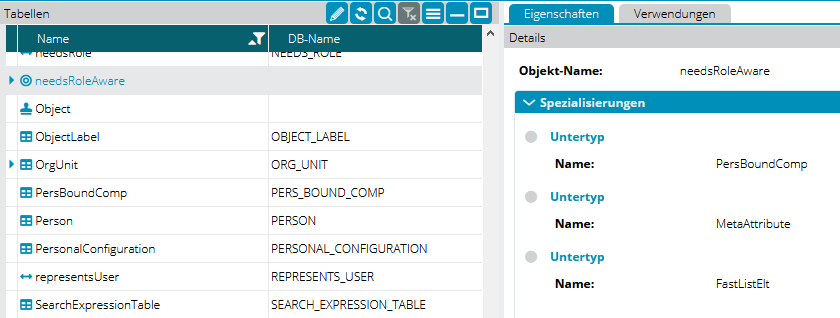 Tabellen
Name DB-Name
needsRole NEEDS_ROLE
needsRoleAware
Object
ObjectLabel OBJECT_LABEL
OrgUnit ORG_UNIT
PersBoundComp PERS_BOUND_COMP
Person PERSON
PersonalConfiguration PERSONAL_CONFIGURATION
representsUser REPRESENTS_USER
SearchExpressionTable SEARCH_EXPRESSION_TABLE
Eigenschaften Verwendungen
Details
Objekt-Name: needsRoleAware
Spezialisierungen
Untertyp
Name: PersBoundComp
Untertyp
Name: MetaAttribute
Untertyp
Name: FastListElt